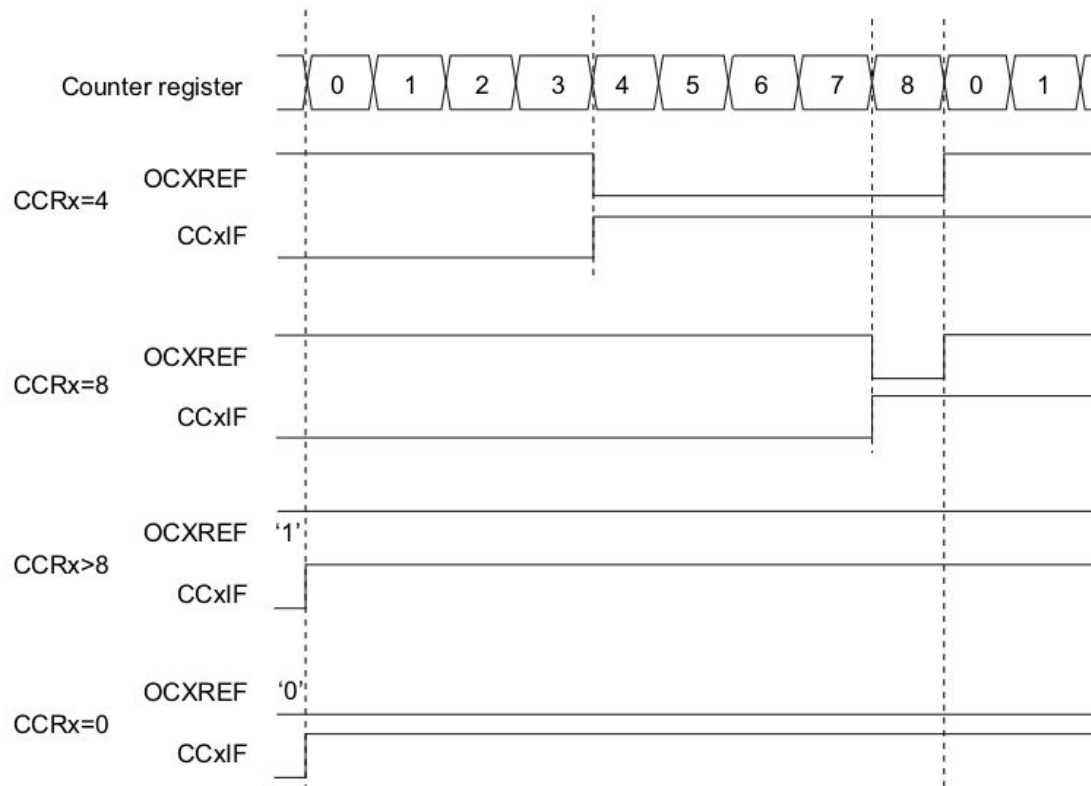 Counter register 0 1 2 3 4 5 6 7 8 0 1
OCXREF
CCRx=4
CCxIF
OCXREF
CCRx=8
CCxIF
OCXREF ‘1’
CCRx>8
CCxIF
OCXREF ‘0’
CCRx=0
CCxIF